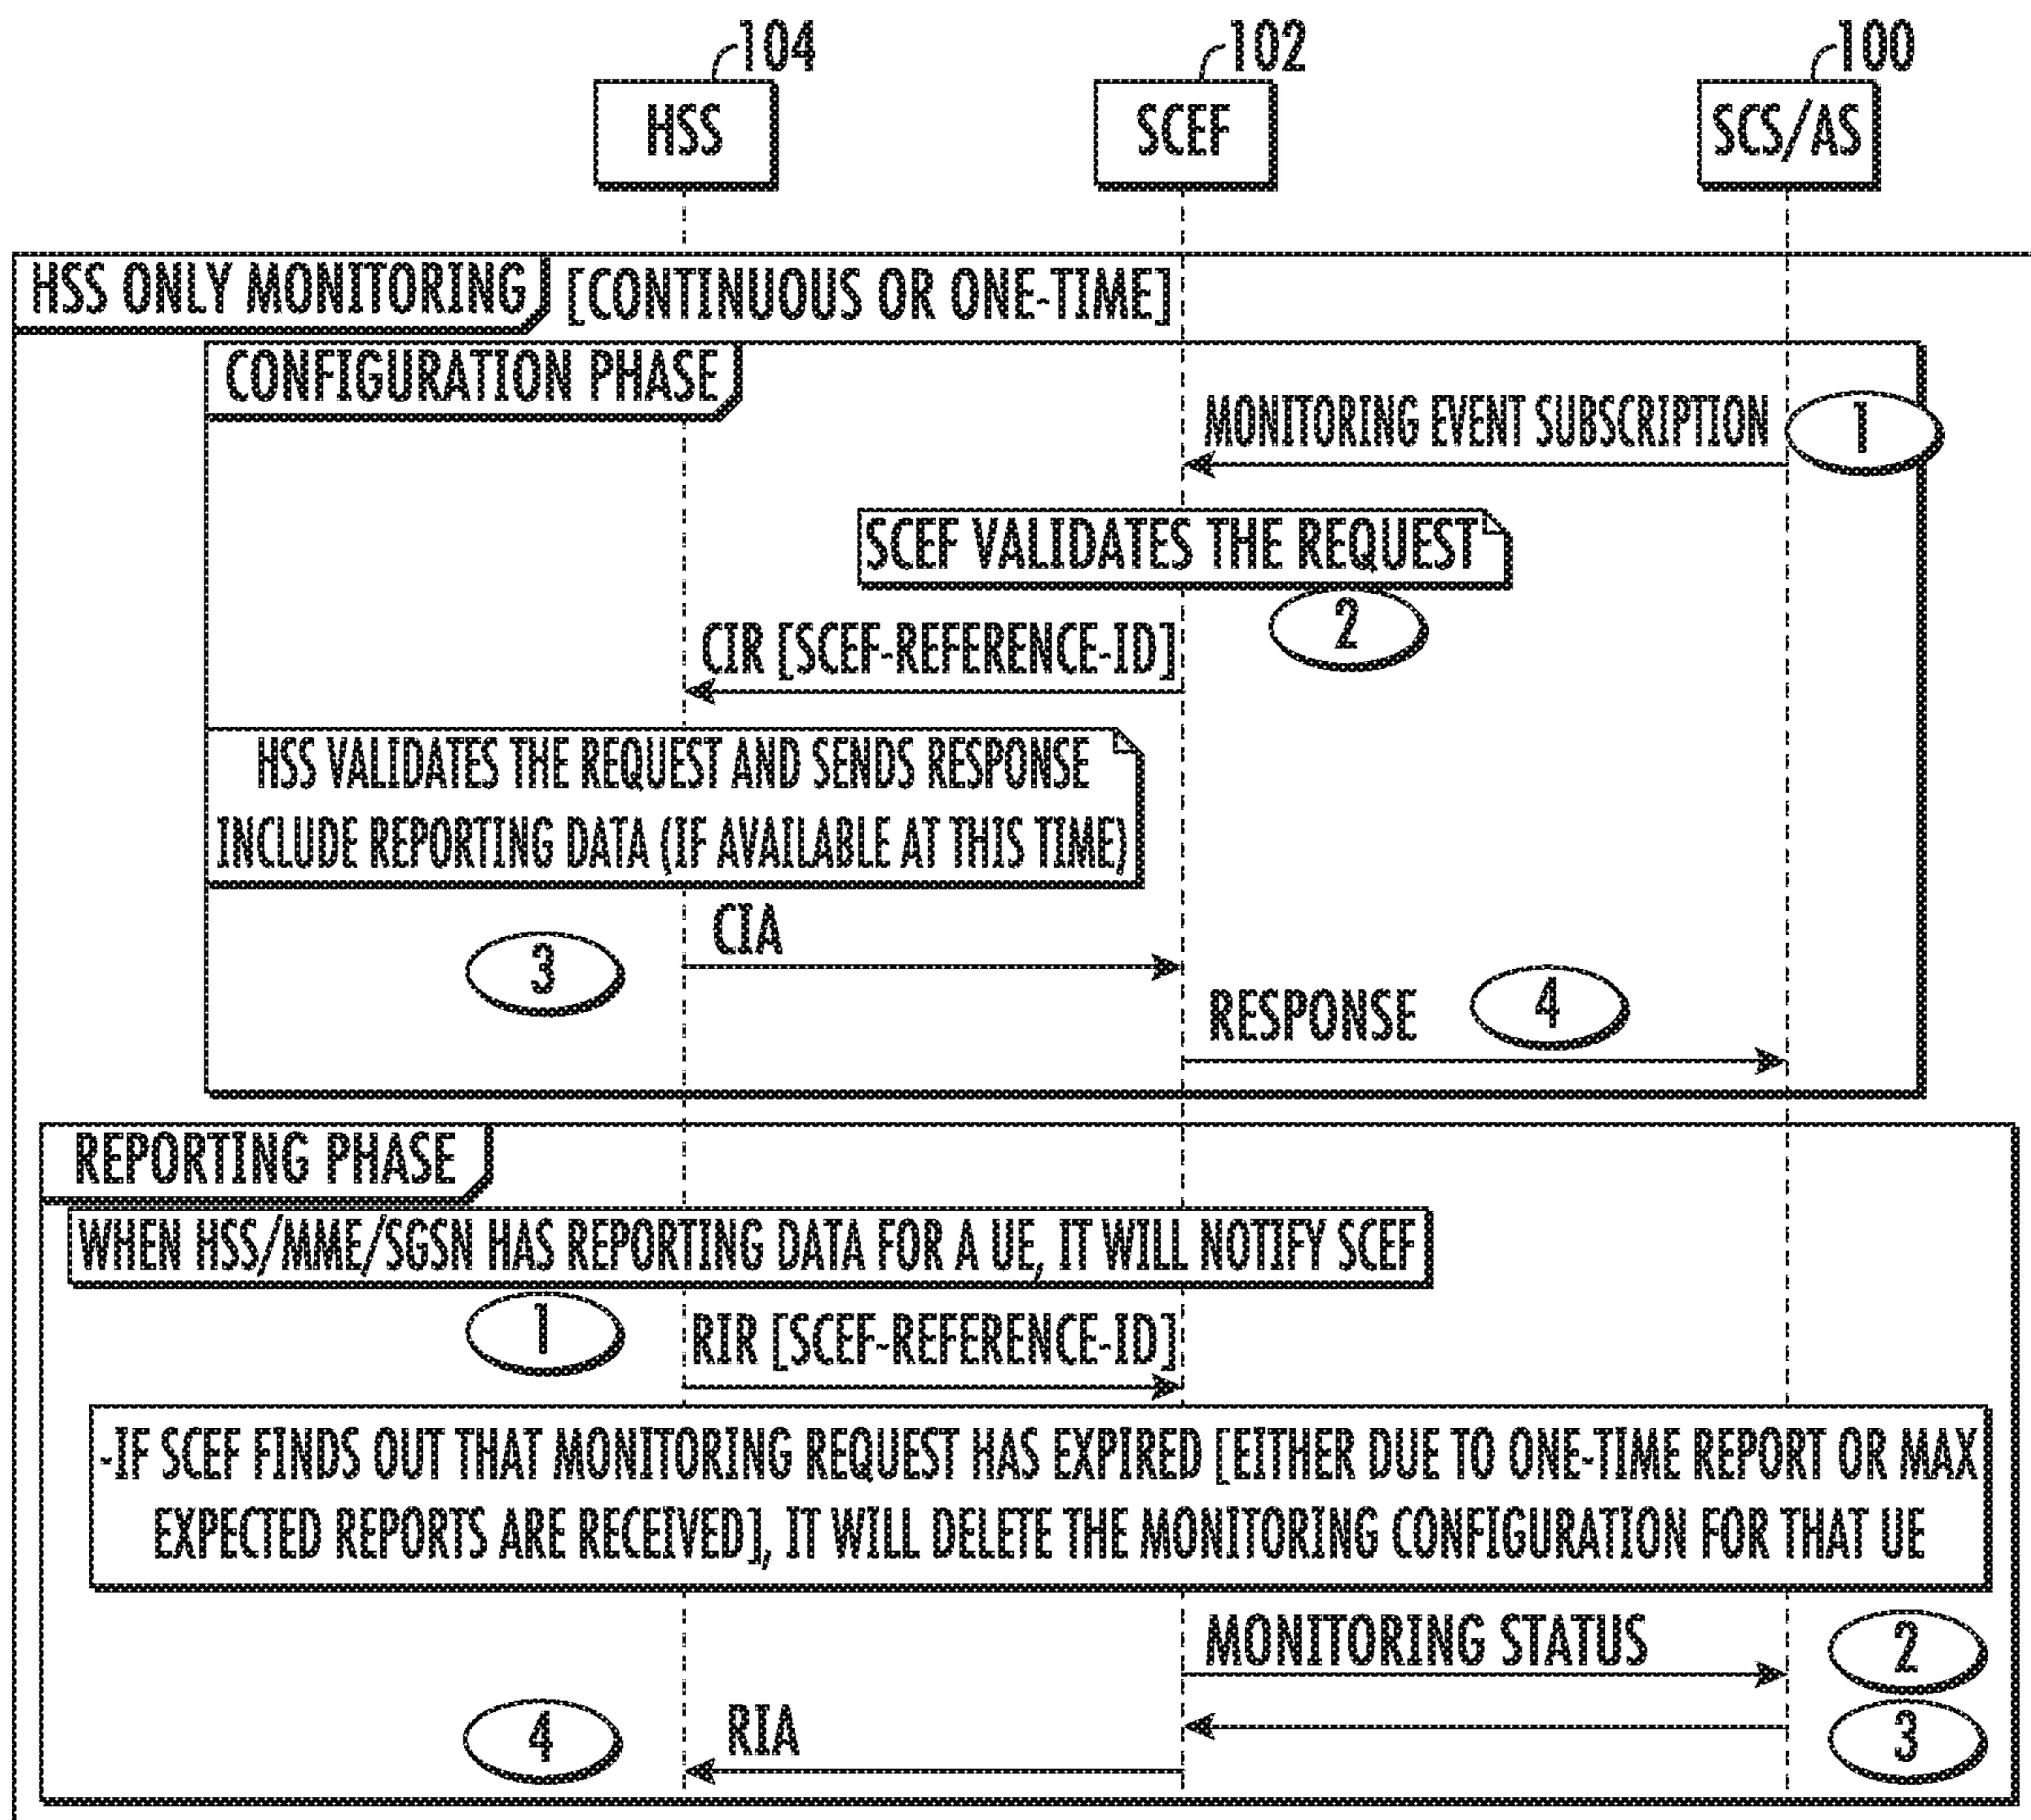 104
102
100
HSS
SCEF
SCS/AS
HSS ONLY MONITORING
[CONTINUOUS OR ONE-TIME]
CONFIGURATION PHASE
MONITORING EVENT SUBSCRIPTION
1
SCEF VALIDATES THE REQUEST
2
CIR [SCEF-REFERENCE-ID]
HSS VALIDATES THE REQUEST AND SENDS RESPONSE
INCLUDE REPORTING DATA (IF AVAILABLE AT THIS TIME)
CIA
3
RESPONSE
4
REPORTING PHASE
WHEN HSS/MME/SGSN HAS REPORTING DATA FOR A UE, IT WILL NOTIFY SCEF
1
RIR [SCEF-REFERENCE-ID]
-IF SCEF FINDS OUT THAT MONITORING REQUEST HAS EXPIRED [EITHER DUE TO ONE-TIME REPORT OR MAX
EXPECTED REPORTS ARE RECEIVED], IT WILL DELETE THE MONITORING CONFIGURATION FOR THAT UE
MONITORING STATUS
2
4
RIA
3